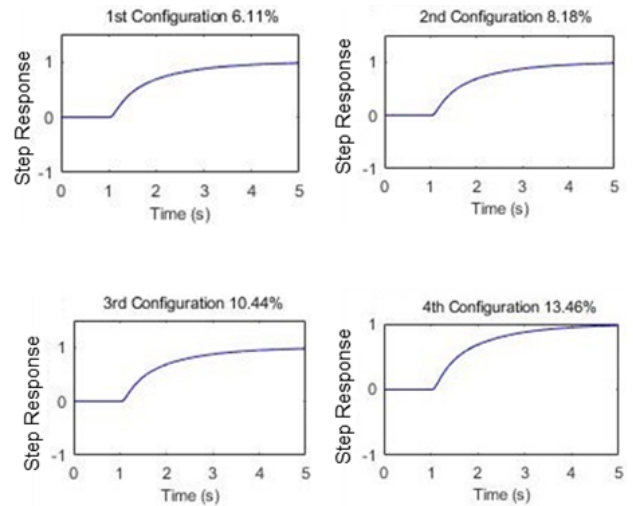 1st Configuration 6.11%
Step Response
1
0
-1
0 1 2 3 4 5
Time (s)
2nd Configuration 8.18%
Step Response
1
0
-1
0 1 2 3 4 5
Time (s)
3rd Configuration 10.44%
Step Response
1
0
-1
0 1 2 3 4 5
Time (s)
4th Configuration 13.46%
Step Response
1
0
-1
0 1 2 3 4 5
Time (s)